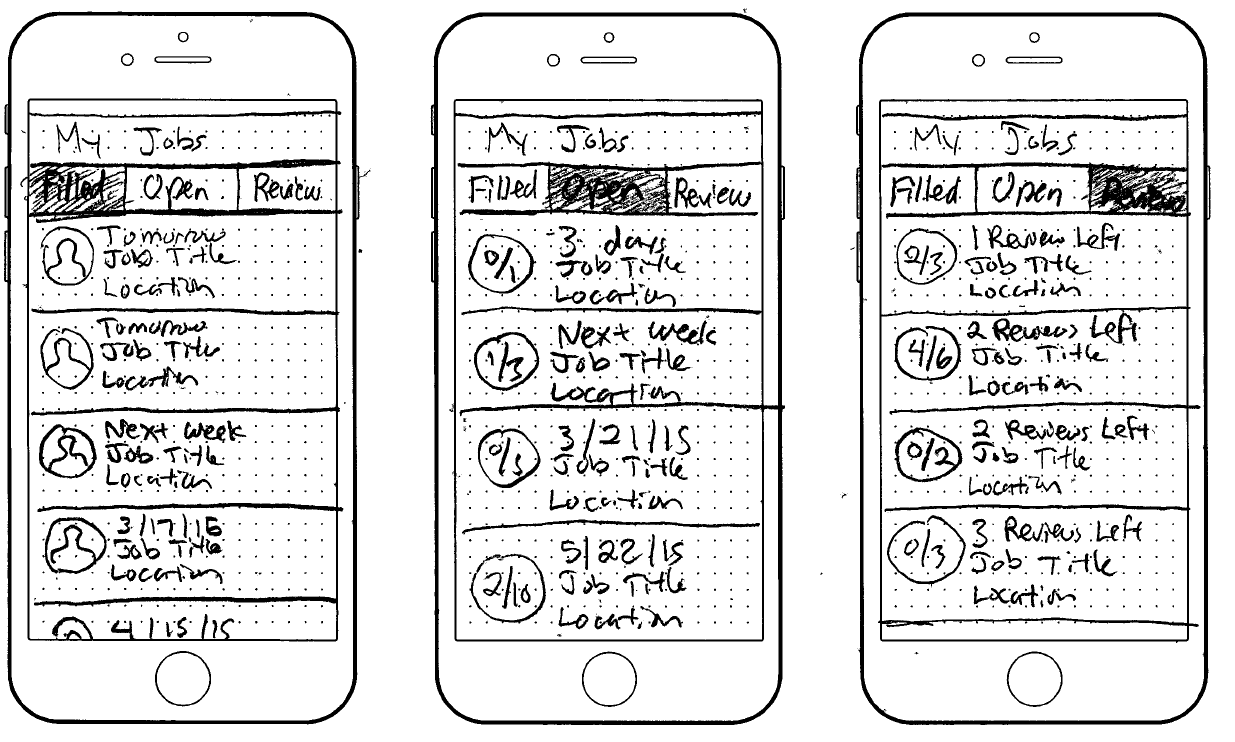 My Jobs
Filled Open Review
Tomorrow
Job Title
Location
Tomorrow
Job Title
Location
Next week
Job Title
Location
3/17/15
Job Title
Location
4/15/15
My Jobs
Filled Open Review
0/1
3 days
Job Title
Location
1/3
Next week
Job Title
Location
0/5
3/21/15
Job Title
Location
2/10
5/22/15
Job Title
Location
My Jobs
Filled Open Review
2/3
1 Review Left
Job Title
Location
4/6
2 Reviews Left
Job Title
Location
0/2
2 Reviews Left
Job Title
Location
0/3
3 Reviews Left
Job Title
Location